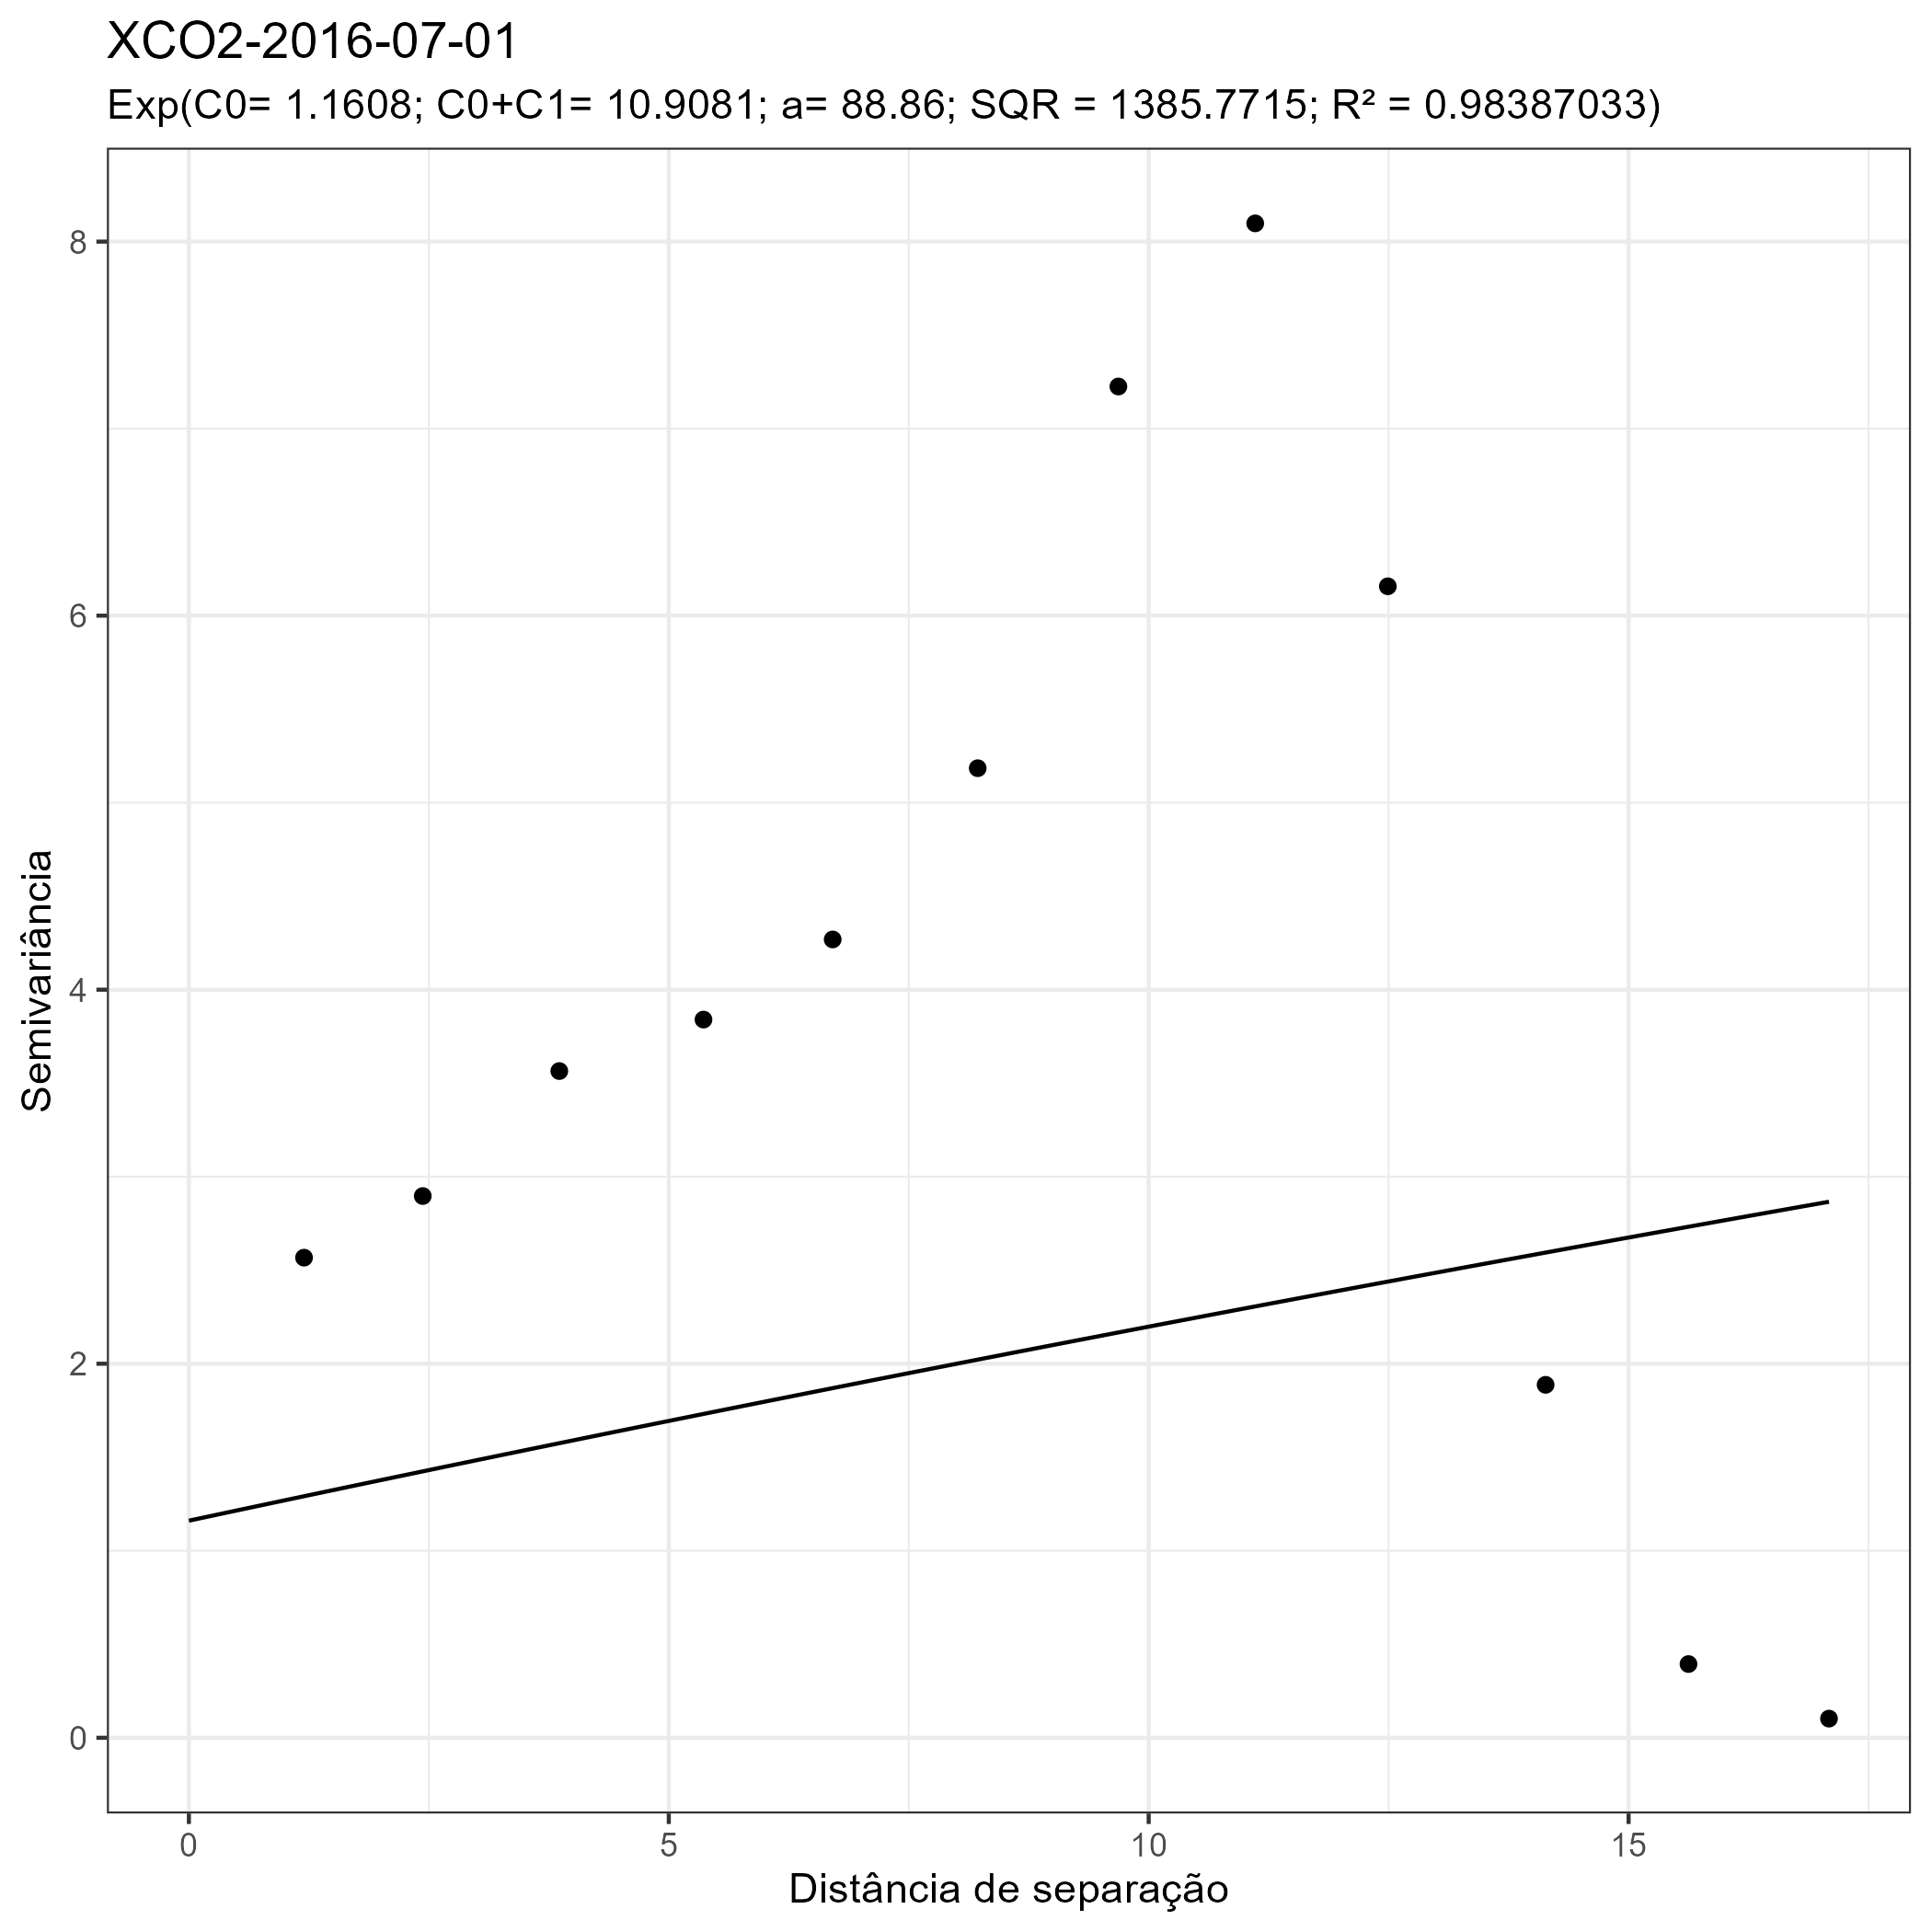 XCO2-2016-07-01
Exp(C0= 1.1608; C0+C1= 10.9081; a= 88.86; SQR = 1385.7715; R² = 0.98387033)
8
6
4
2
0
Semivariância
0 5 10 15
Distância de separação